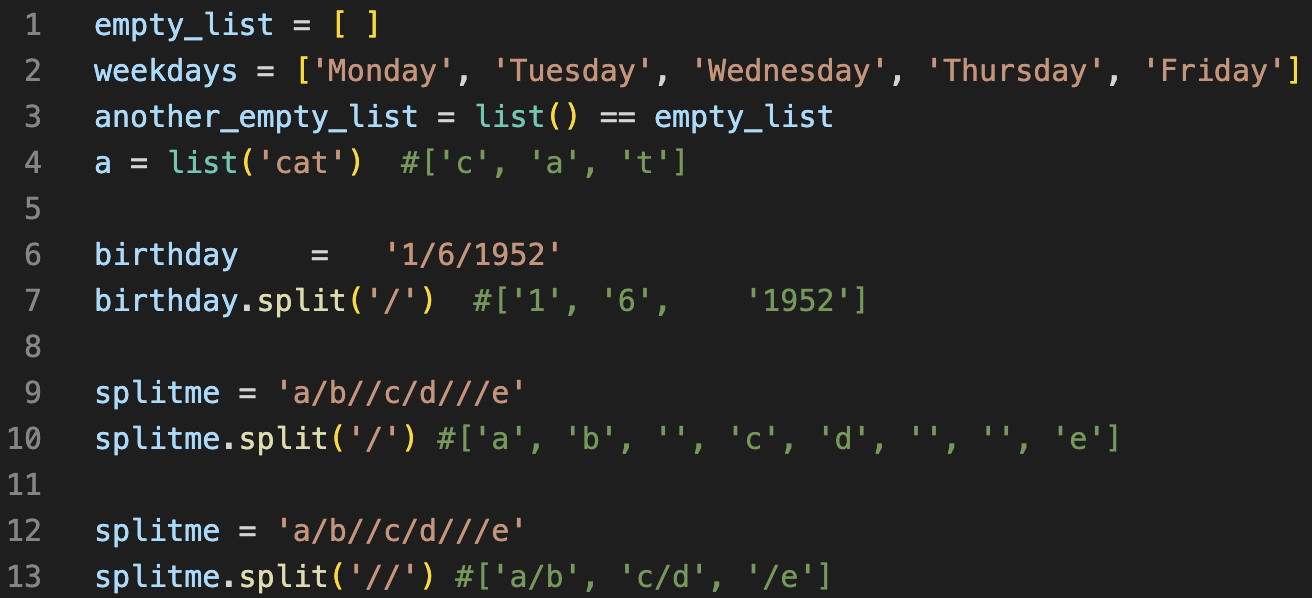 1 empty_list = [ ]
2 weekdays = ['Monday', 'Tuesday', 'Wednesday', 'Thursday', 'Friday']
3 another_empty_list = list() == empty_list
4 a = list('cat')  #['c', 'a', 't']
5
6 birthday    =   '1/6/1952'
7 birthday.split('/')  #['1', '6',    '1952']
8
9 splitme = 'a/b//c/d///e'
10 splitme.split('/') #['a', 'b', '', 'c', 'd', '', '', 'e']
11
12 splitme = 'a/b//c/d///e'
13 splitme.split('//') #['a/b', 'c/d', '/e']